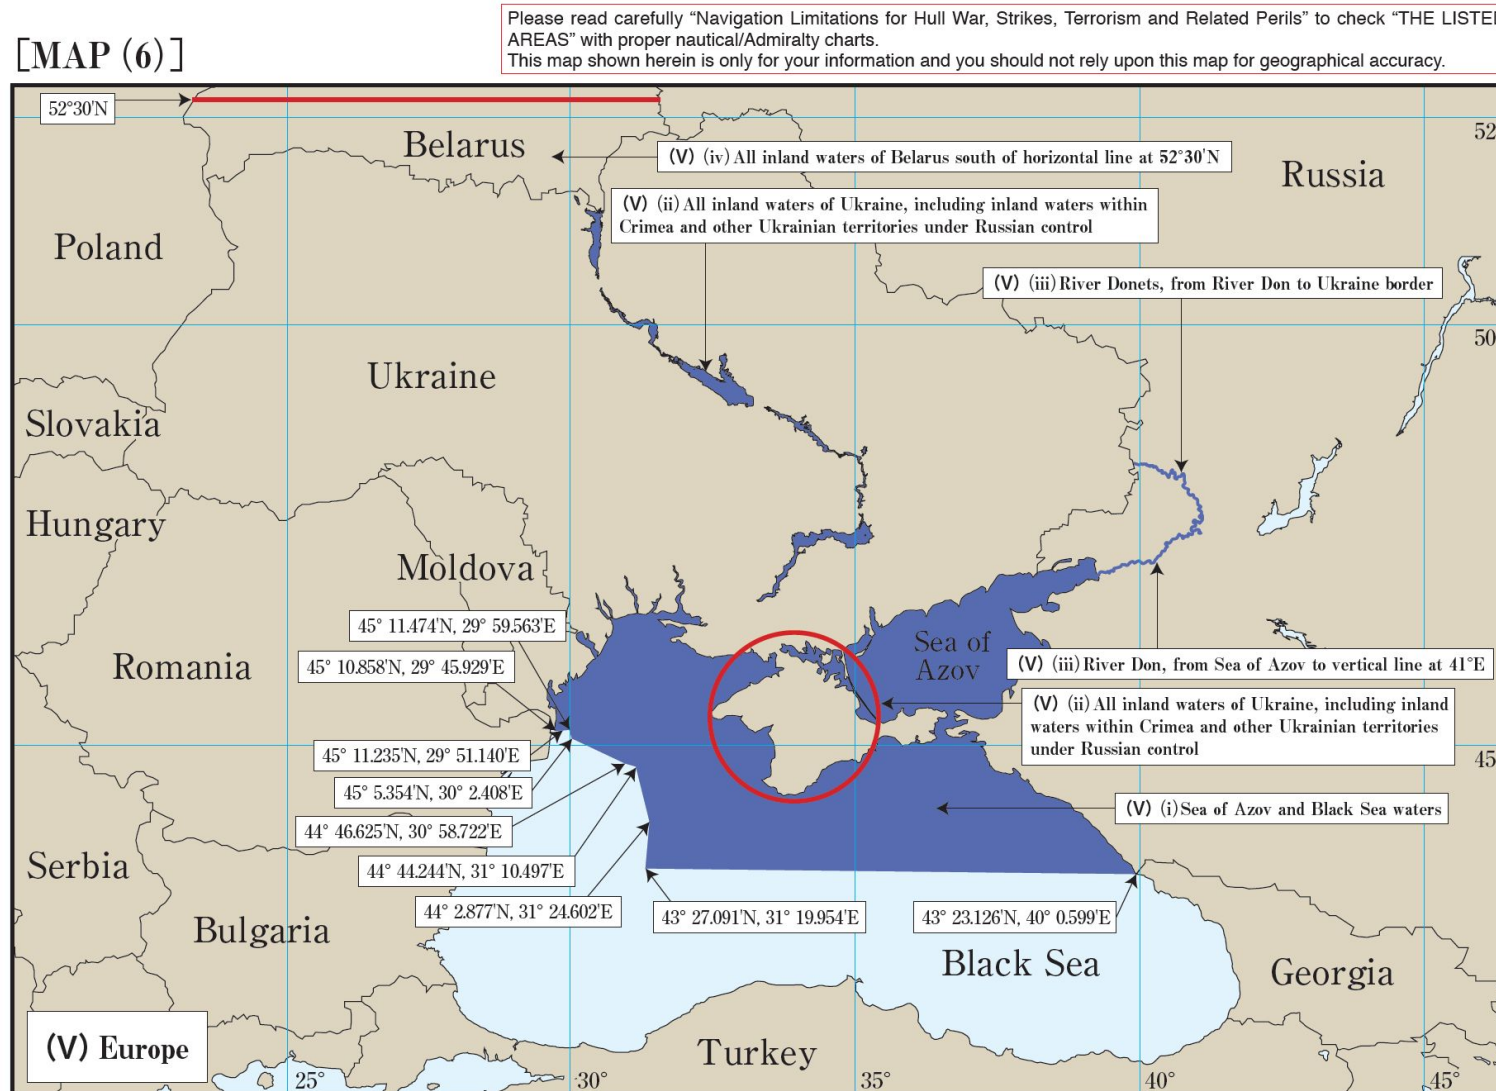 Please read carefully “Navigation Limitations for Hull War, Strikes, Terrorism and Related Perils” to check “THE LISTE
AREAS” with proper nautical/Admiralty charts.
This map shown herein is only for your information and you should not rely upon this map for geographical accuracy.
[MAP (6)]
52°30'N
52
Belarus
(V) (iv) All inland waters of Belarus south of horizontal line at 52°30'N
Russia
(V) (ii) All inland waters of Ukraine, including inland waters within
Crimea and other Ukrainian territories under Russian control
Poland
(V) (iii) River Donets, from River Don to Ukraine border
50
Ukraine
Slovakia
Hungary
Moldova
45° 11.474'N, 29° 59.563'E
Sea of
Azov
45° 10.858'N, 29° 45.929'E
Romania
(V) (iii) River Don, from Sea of Azov to vertical line at 41°E
(V) (ii) All inland waters of Ukraine, including inland
waters within Crimea and other Ukrainian territories
under Russian control
45° 11.235'N, 29° 51.140'E
45
45° 5.354'N, 30° 2.408'E
(V) (i) Sea of Azov and Black Sea waters
44° 46.625'N, 30° 58.722'E
Serbia
44° 44.244'N, 31° 10.497'E
44° 2.877'N, 31° 24.602'E
43° 27.091'N, 31° 19.954'E
43° 23.126'N, 40° 0.599'E
Bulgaria
Black Sea
Georgia
(V) Europe
Turkey
25°
30°
35°
40°
45°